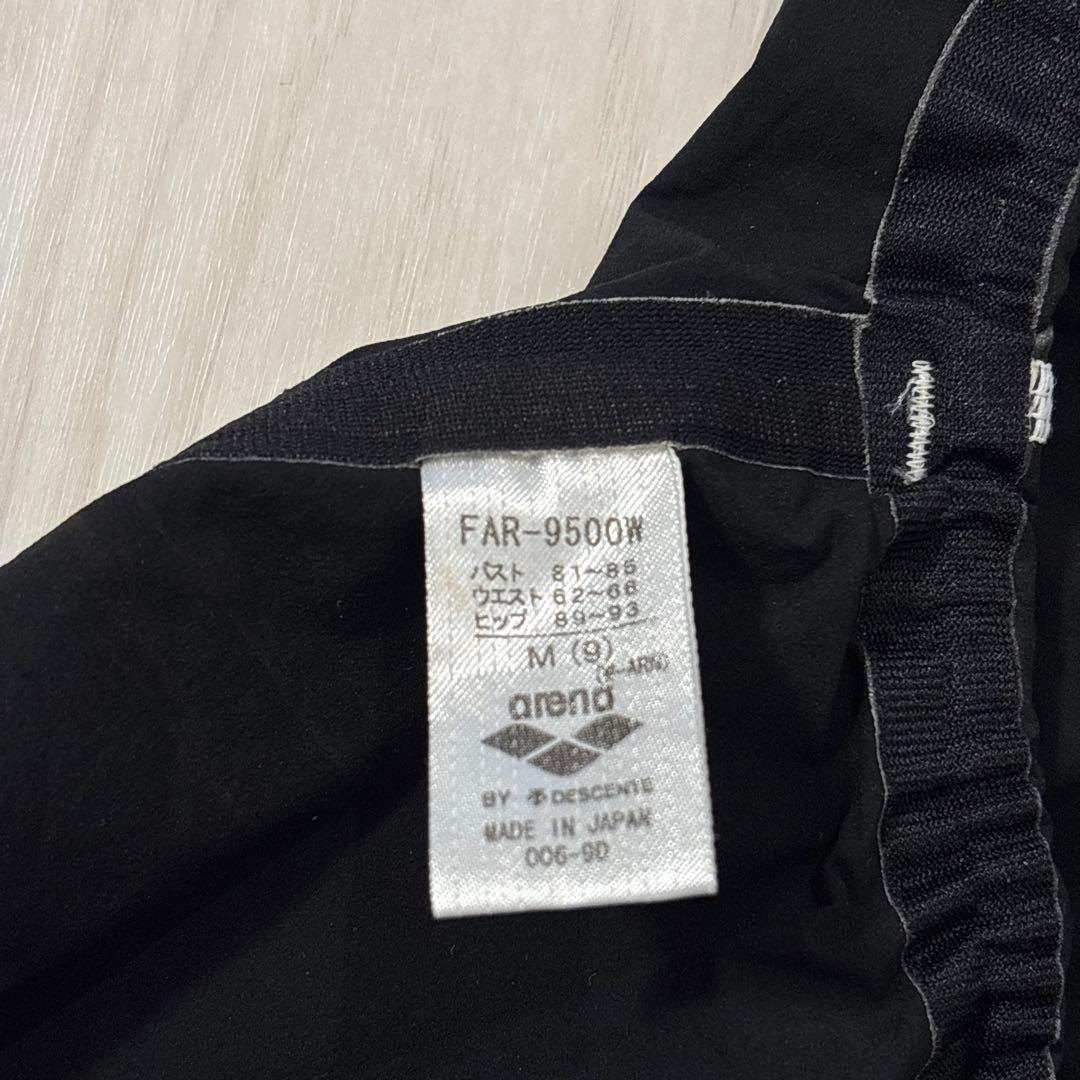 FAR-9500W
バスト 81~85
ウエスト 62~66
ヒップ 89~93
M (9)
arena
BY DESCENTE
MADE IN JAPAN
006-9D